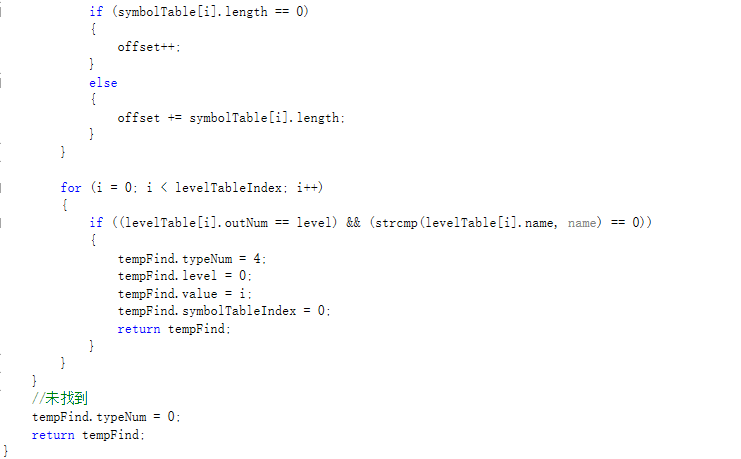 if (symbolTable[i].length == 0)
{
offset++;
}
else
{
offset += symbolTable[i].length;
}
}
for (i = 0; i < levelTableIndex; i++)
{
if ((levelTable[i].outNum == level) && (strcmp(levelTable[i].name, name) == 0))
{
tempFind.typeNum = 4;
tempFind.level = 0;
tempFind.value = i;
tempFind.symbolTableIndex = 0;
return tempFind;
}
}
}
//未找到
tempFind.typeNum = 0;
return tempFind;
}